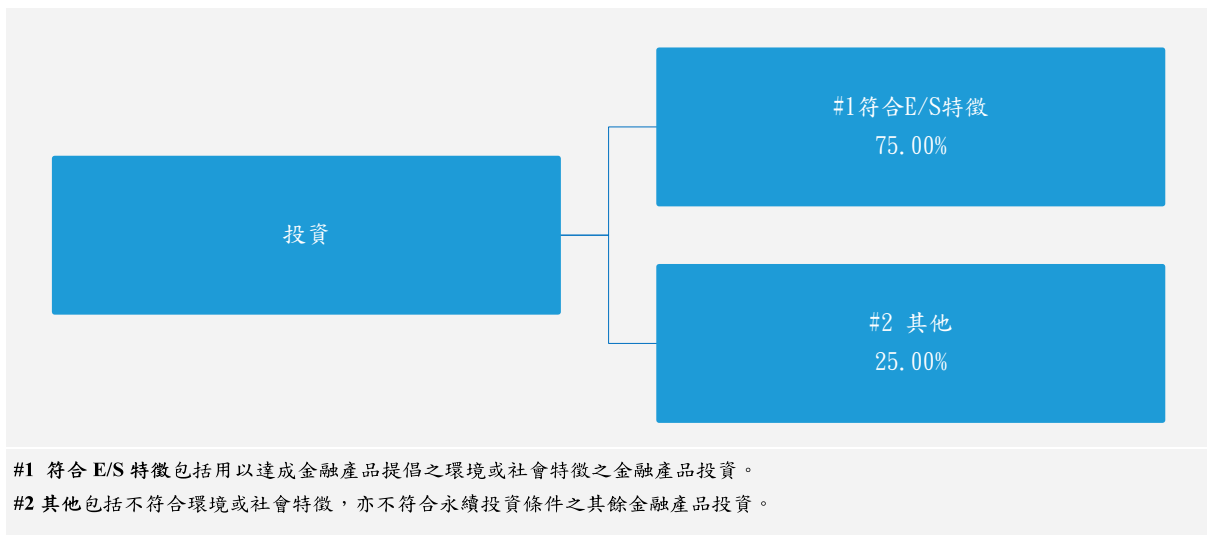 #1符合E/S特徵
75.00%
投資
#2 其他
25.00%
#1 符合 E/S 特徵包括用以達成金融產品提倡之環境或社會特徵之金融產品投資。
#2 其他包括不符合環境或社會特徵，亦不符合永續投資條件之其餘金融產品投資。